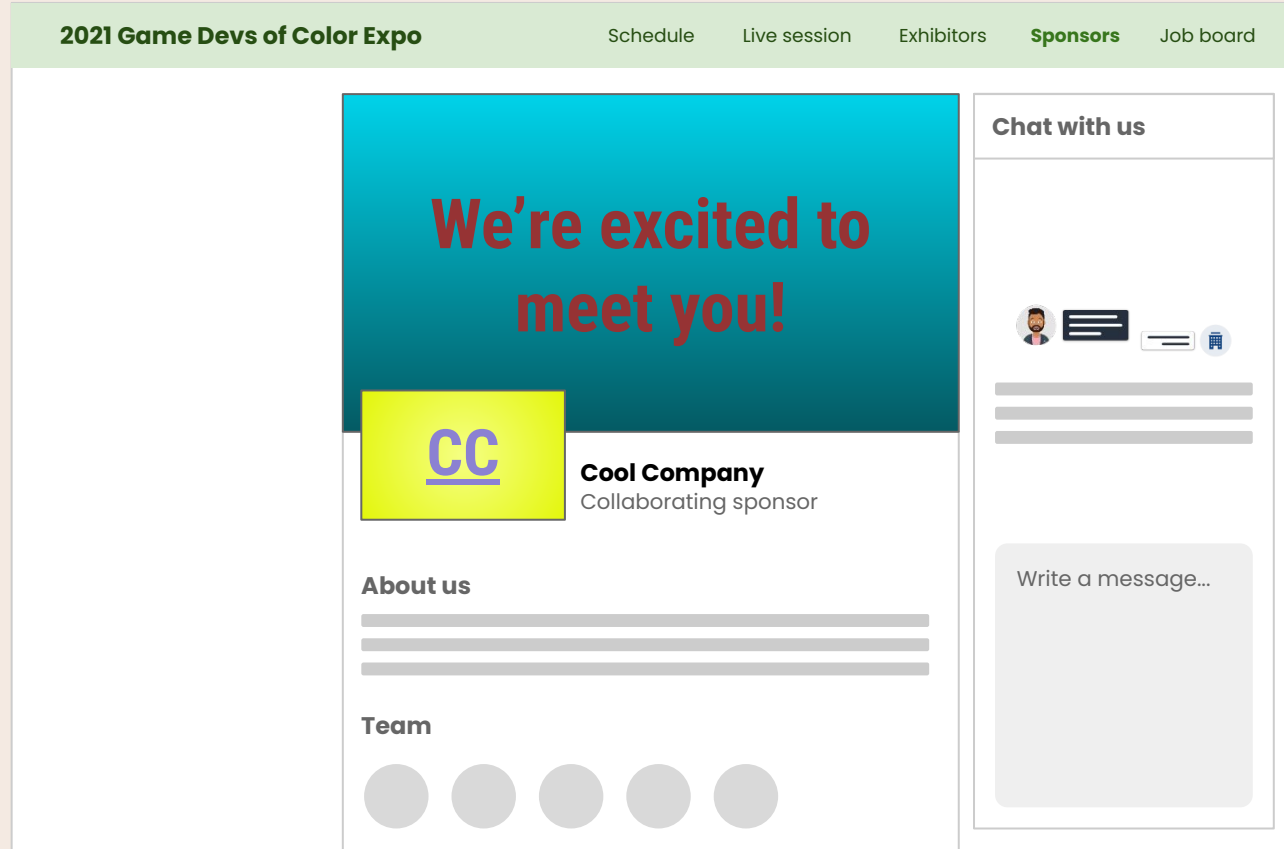 2021 Game Devs of Color Expo
Schedule
Live session
Exhibitors
Sponsors
Job board
We’re excited to
meet you!
CC
Cool Company
Collaborating sponsor
About us
Team
Chat with us
Write a message...